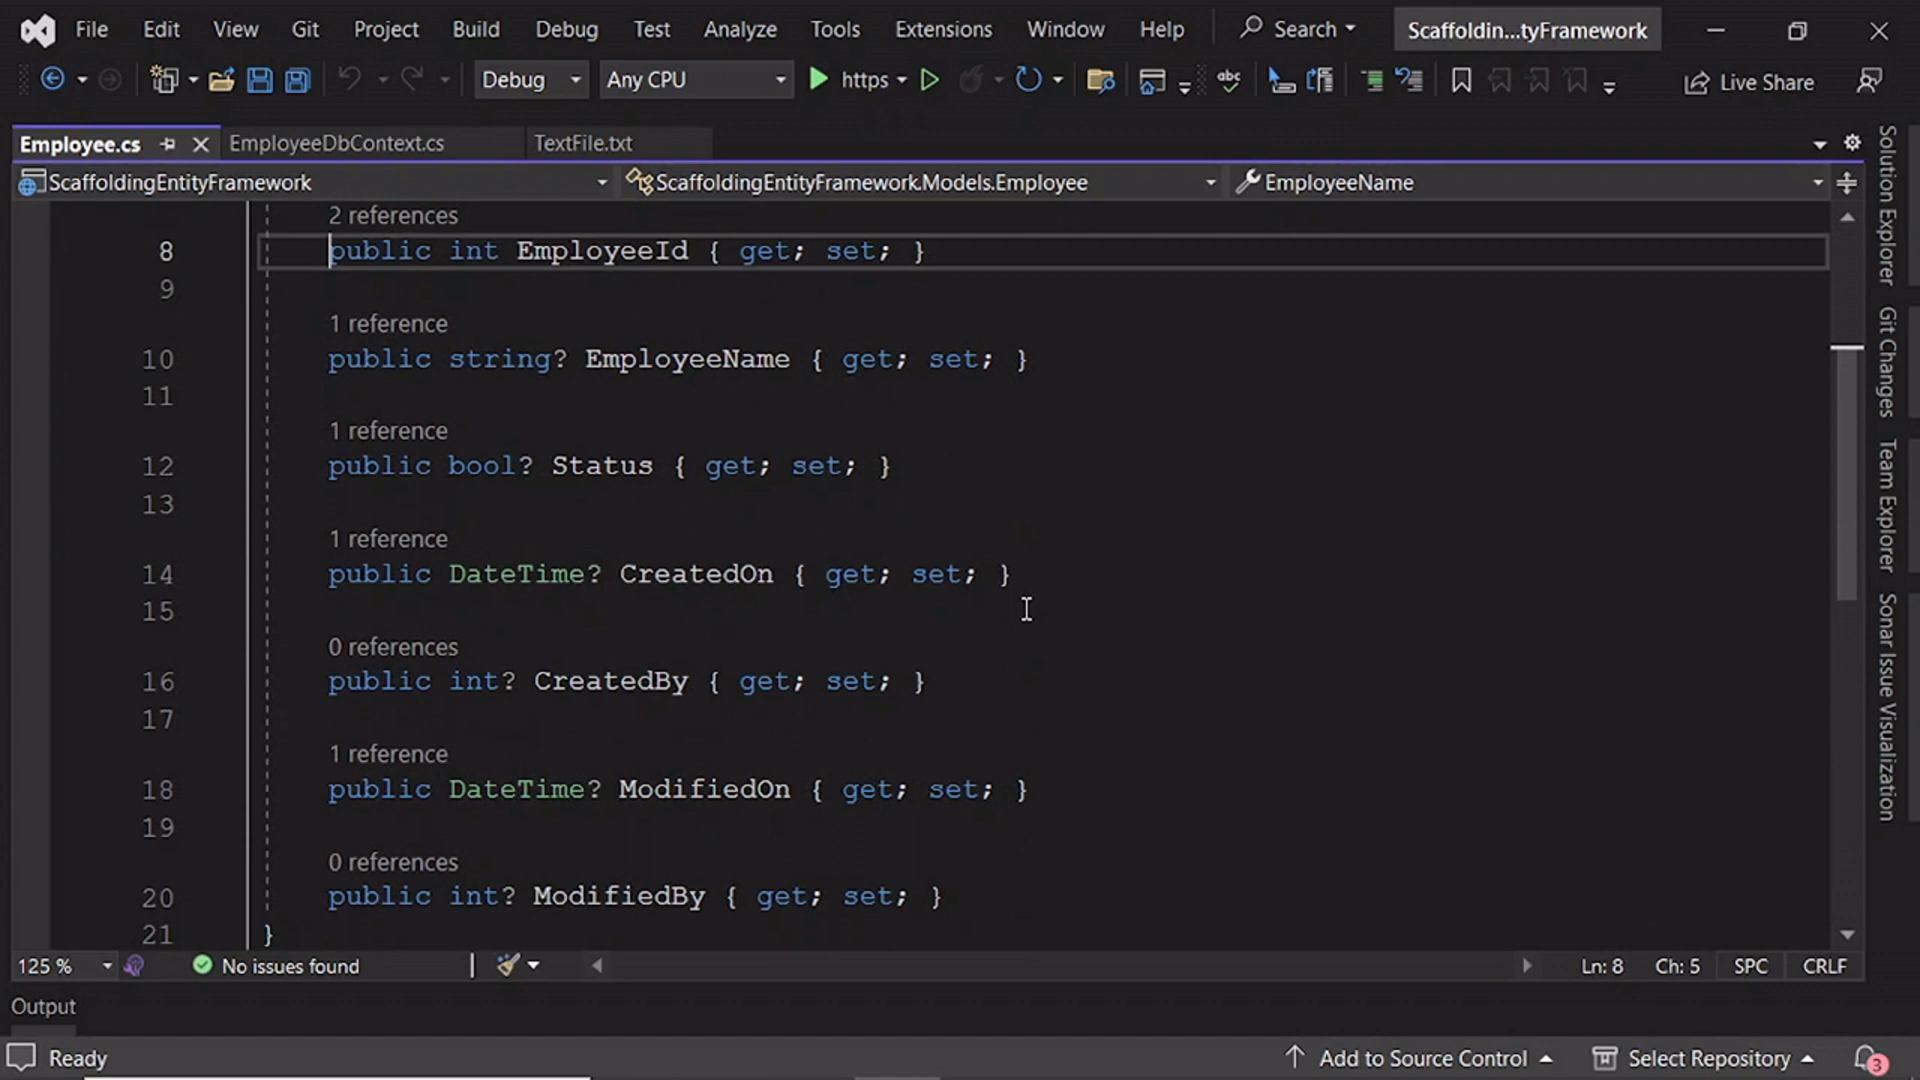 File Edit View Git Project Build Debug Test Analyze Tools Extensions Window Help Search Scaffoldin...tyFramework
Debug Any CPU https abc Live Share
Employee.cs EmployeeDbContext.cs TextFile.txt
ScaffoldingEntityFramework ScaffoldingEntityFramework.Models.Employee EmployeeName
2 references
8 public int EmployeeId { get; set; }
9
1 reference
10 public string? EmployeeName { get; set; }
11
1 reference
12 public bool? Status { get; set; }
13
1 reference
14 public DateTime? CreatedOn { get; set; }
15
0 references
16 public int? CreatedBy { get; set; }
17
1 reference
18 public DateTime? ModifiedOn { get; set; }
19
0 references
20 public int? ModifiedBy { get; set; }
21 }
Solution Explorer
Git Changes
Team Explorer
Sonar Issue Visualization
125 % No issues found Ln: 8 Ch: 5 SPC CRLF
Output
Ready Add to Source Control Select Repository 3